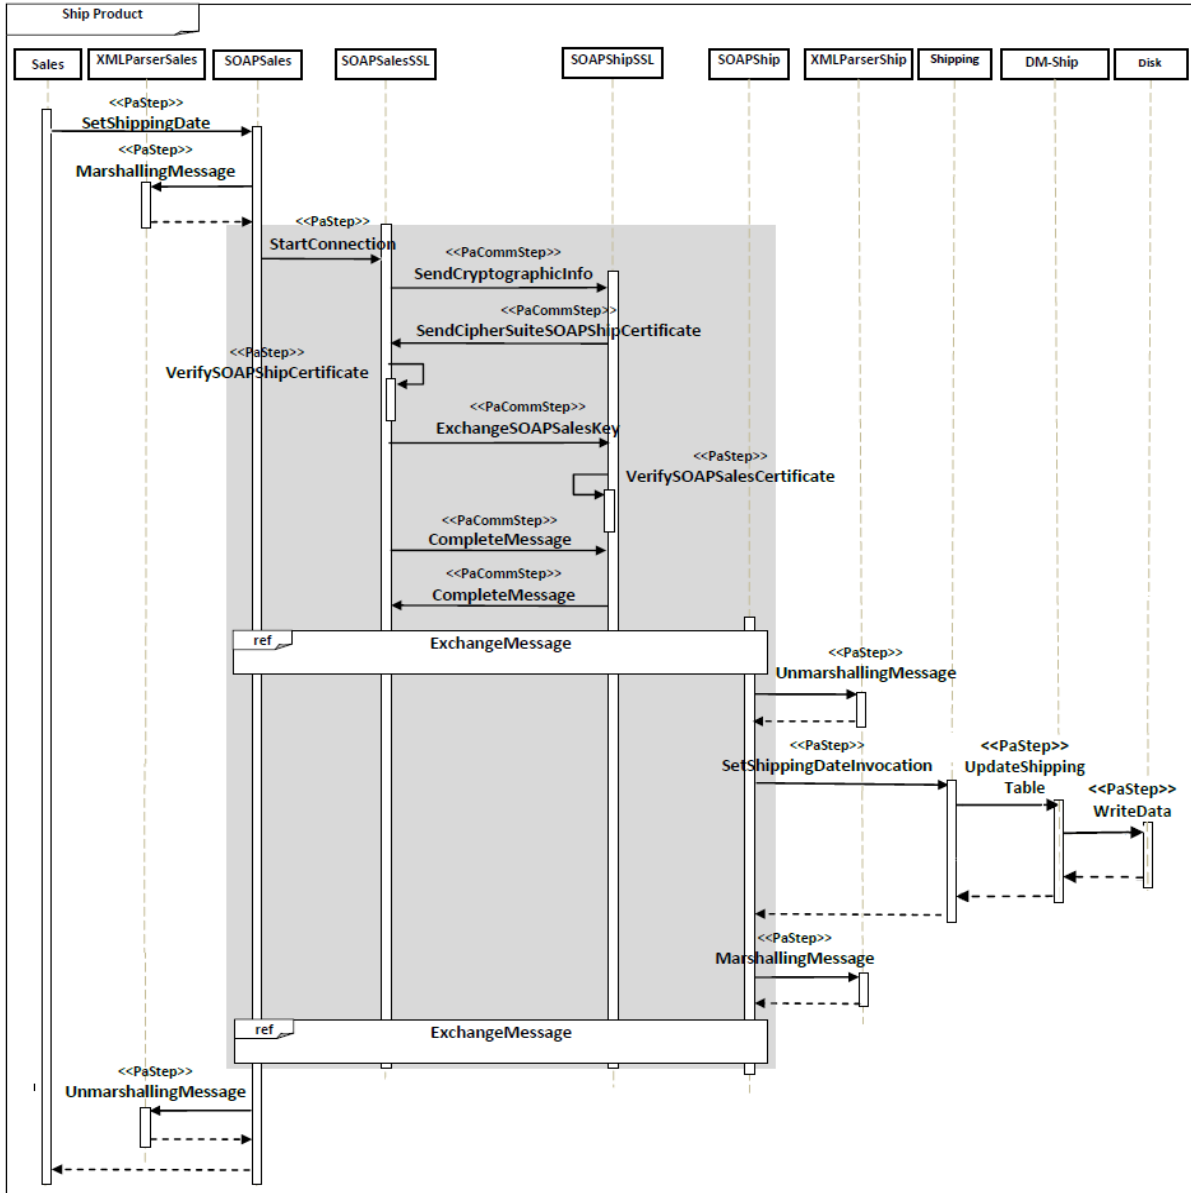 Ship Product
Sales
XMLParserSales
SOAPSales
SOAPSalesSSL
SOAPShipSSL
SOAPShip
XMLParserShip
Shipping
DM-Ship
Disk
<<PaStep>>
SetShippingDate
<<PaStep>>
MarshallingMessage
<<PaStep>>
StartConnection
<<PaCommStep>>
SendCryptographicInfo
<<PaCommStep>>
SendCipherSuiteSOAPShipCertificate
<<PaStep>>
VerifySOAPShipCertificate
<<PaCommStep>>
ExchangeSOAPSalesKey
<<PaStep>>
VerifySOAPSalesCertificate
<<PaCommStep>>
CompleteMessage
<<PaCommStep>>
CompleteMessage
ref
ExchangeMessage
<<PaStep>>
UnmarshallingMessage
<<PaStep>>
SetShippingDateInvocation
<<PaStep>>
UpdateShipping
Table
<<PaStep>>
WriteData
<<PaStep>>
MarshallingMessage
ref
ExchangeMessage
<<PaStep>>
UnmarshallingMessage